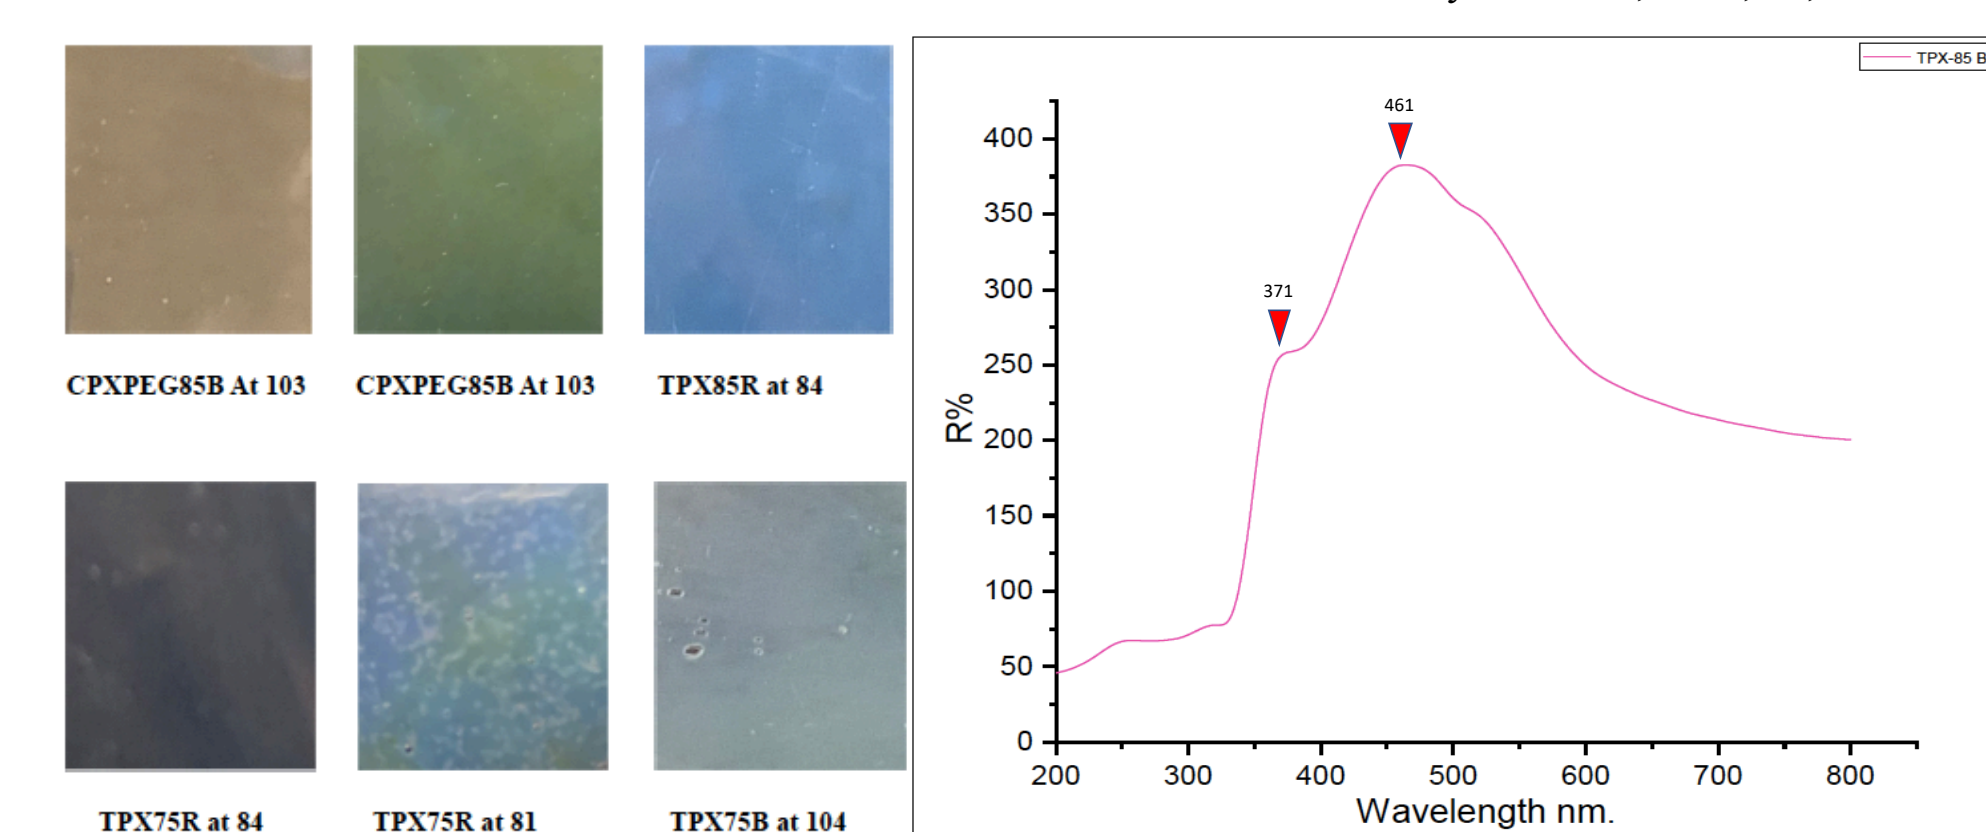 CPXPEG85B At 103
CPXPEG85B At 103
TPX85R at 84
TPX75R at 84
TPX75R at 81
TPX75B at 104
TPX-85 B
461
371
400
350
300
250
200
150
100
50
0
R%
200 300 400 500 600 700 800
Wavelength nm.